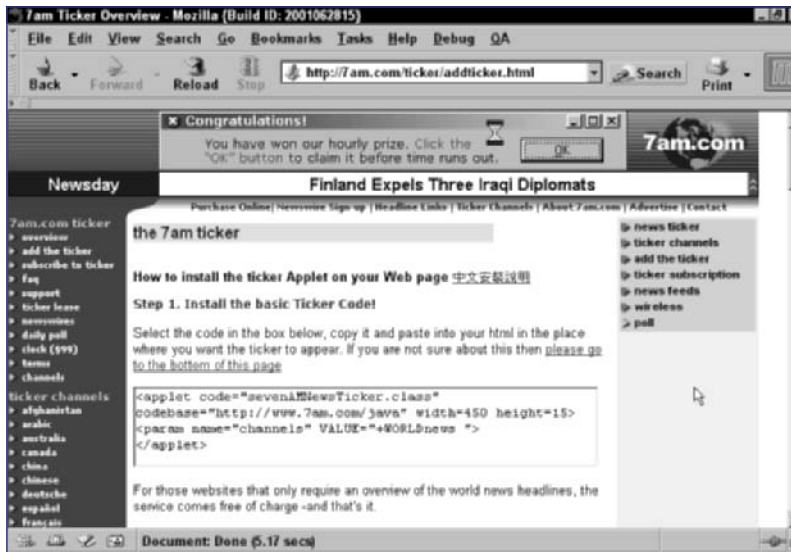 7am Ticker Overview - Mozilla {Build ID: 2001062815}
File Edit View Search Go Bookmarks Tasks Help Debug QA
Back Forward Reload Stop http://7am.com/ticker/addticker.html Search Print
Congratulations!
You have won our hourly prize. Click the
"OK" button to claim it before time runs out.
OK
7am.com
Newsday
Finland Expels Three Iraqi Diplomats
Purchase Online| Newswire Sign-up | Headline Links | Ticker Channels | About 7am.com | Advertise | Contact
7am.com ticker
overview
add the ticker
subscribe to ticker
faq
support
ticker lease
newswires
daily poll
clock ($99)
terms
channels
ticker channels
afghanistan
arabic
australia
canada
china
chinese
deutsche
español
français
the 7am ticker
How to install the ticker Applet on your Web page 中文安裝說明
Step 1. Install the basic Ticker Code!
Select the code in the box below, copy it and paste into your html in the place
where you want the ticker to appear. If you are not sure about this then please go
to the bottom of this page
<applet code="sevenAMNewsTicker.class"
codebase="http://www.7am.com/java" width=450 height=15>
<param name="channels" VALUE="+WORLDnews ">
</applet>
For those websites that only require an overview of the world news headlines, the
service comes free of charge -and that's it.
news ticker
ticker channels
add the ticker
ticker subscription
news feeds
wireless
poll
Document: Done (5.17 secs)